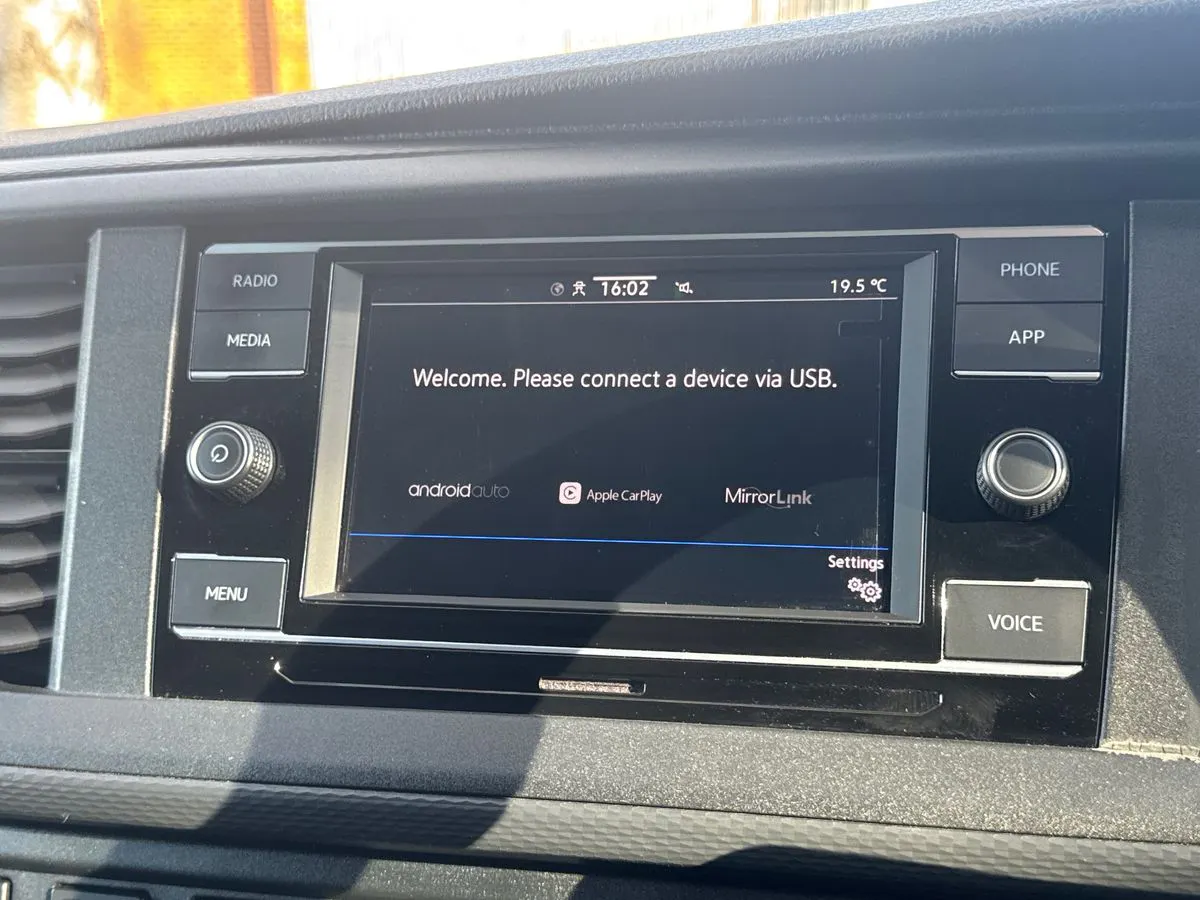 RADIO
MEDIA
MENU
16:02
19.5 °C
Welcome. Please connect a device via USB.
androidauto
Apple CarPlay
MirrorLink
Settings
PHONE
APP
VOICE